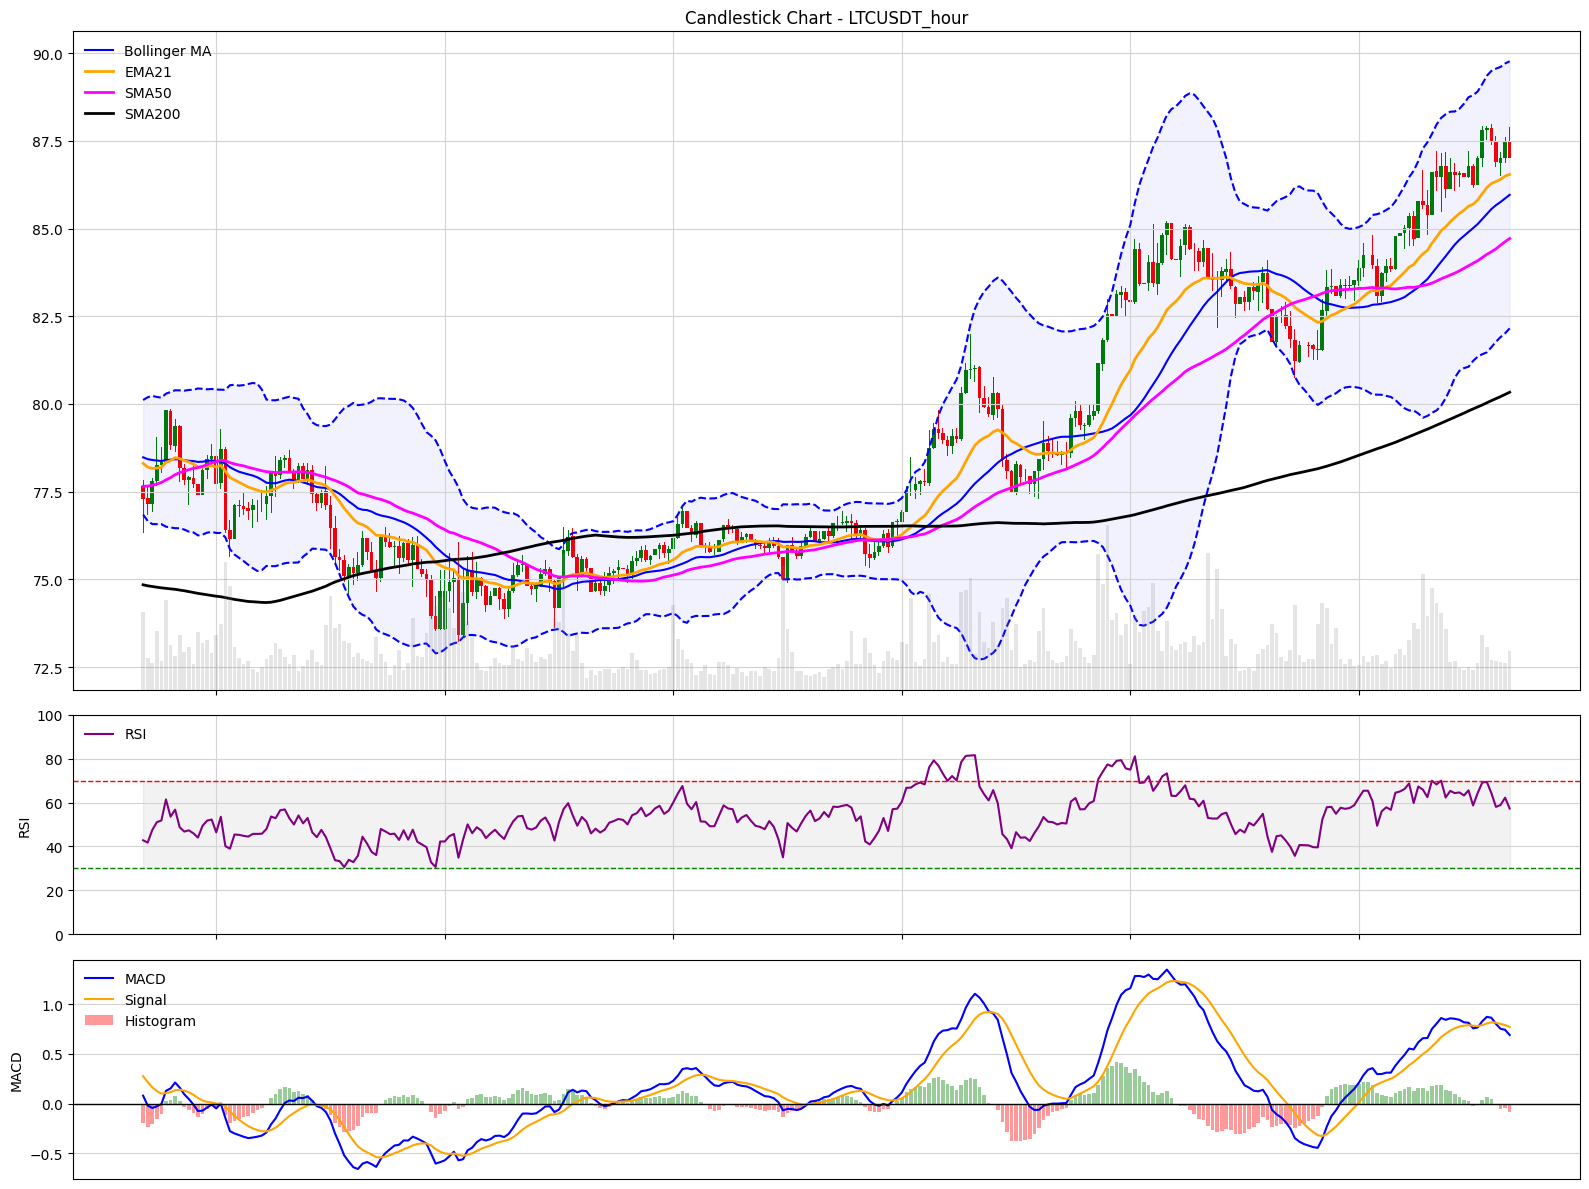 Candlestick Chart - LTCUSDT_hour
Bollinger MA
EMA21
SMA50
SMA200
90.0
87.5
85.0
82.5
80.0
77.5
75.0
72.5
RSI
RSI
100
80
60
40
20
0
MACD
Signal
Histogram
MACD
1.0
0.5
0.0
−0.5